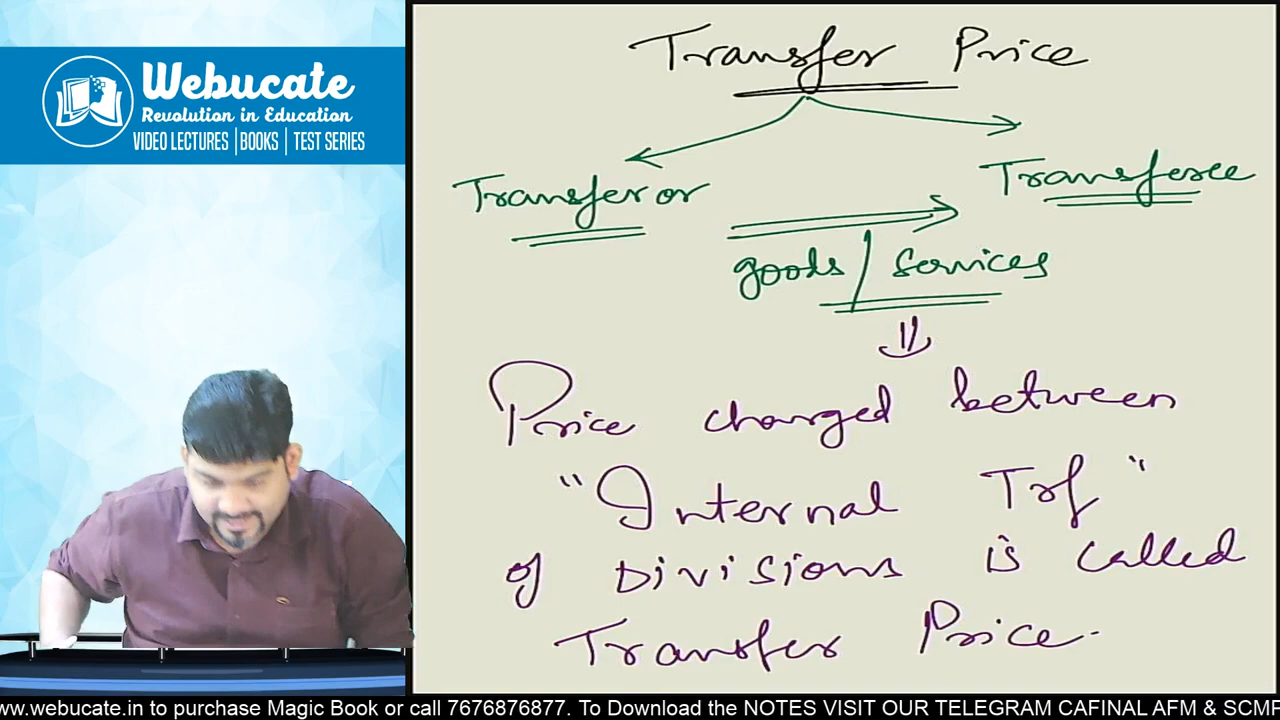 Webucate
Revolution in Education
VIDEO LECTURES | BOOKS | TEST SERIES
Transfer Price
Transferor
Transferee
goods / Services
Price charged between
"Internal Trf"
of Divisions is called
Transfer Price.
www.webucate.in to purchase Magic Book or call 7676876877. To Download the NOTES VISIT OUR TELEGRAM CAFINAL AFM & SCMP